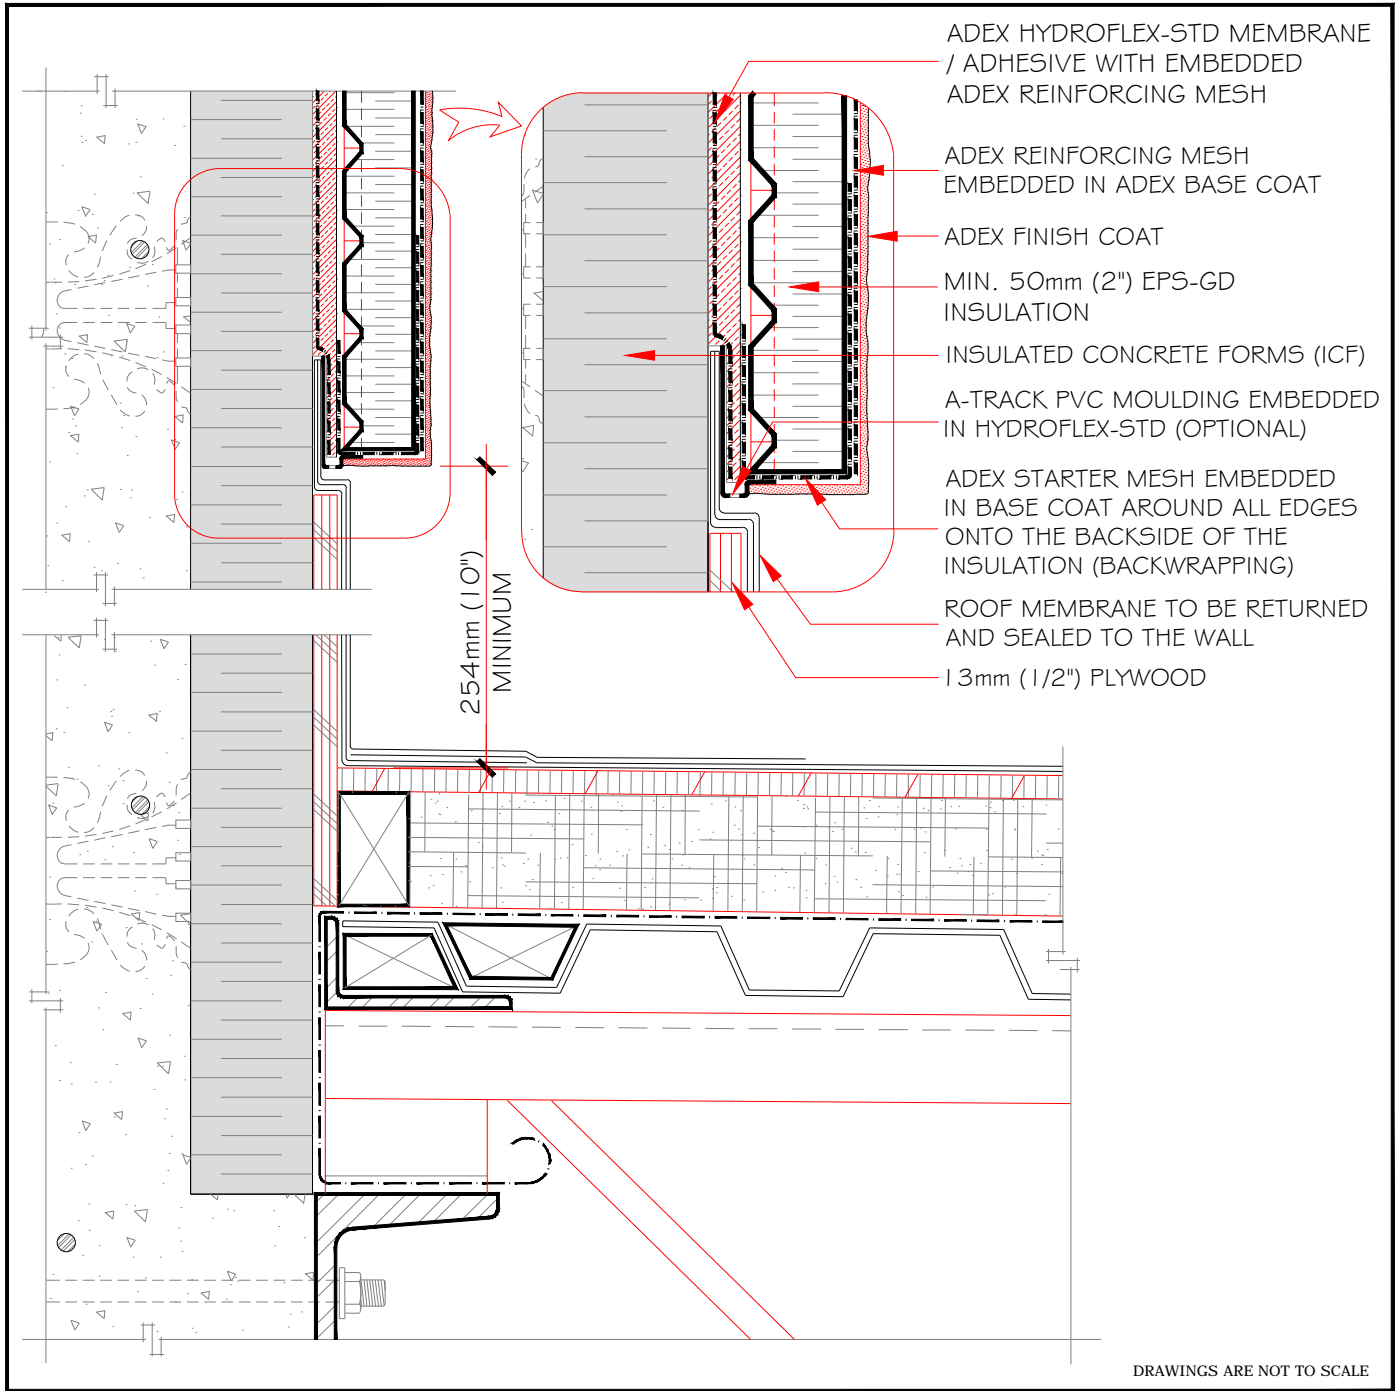 ADEX HYDROFLEX-STD MEMBRANE
/ ADHESIVE WITH EMBEDDED
ADEX REINFORCING MESH
ADEX REINFORCING MESH
EMBEDDED IN ADEX BASE COAT
ADEX FINISH COAT
MIN. 50mm (2") EPS-GD
INSULATION
INSULATED CONCRETE FORMS (ICF)
A-TRACK PVC MOULDING EMBEDDED
IN HYDROFLEX-STD (OPTIONAL)
ADEX STARTER MESH EMBEDDED
IN BASE COAT AROUND ALL EDGES
ONTO THE BACKSIDE OF THE
INSULATION (BACKWRAPPING)
ROOF MEMBRANE TO BE RETURNED
AND SEALED TO THE WALL
13mm (1/2") PLYWOOD
254mm (10")
MINIMUM
DRAWINGS ARE NOT TO SCALE